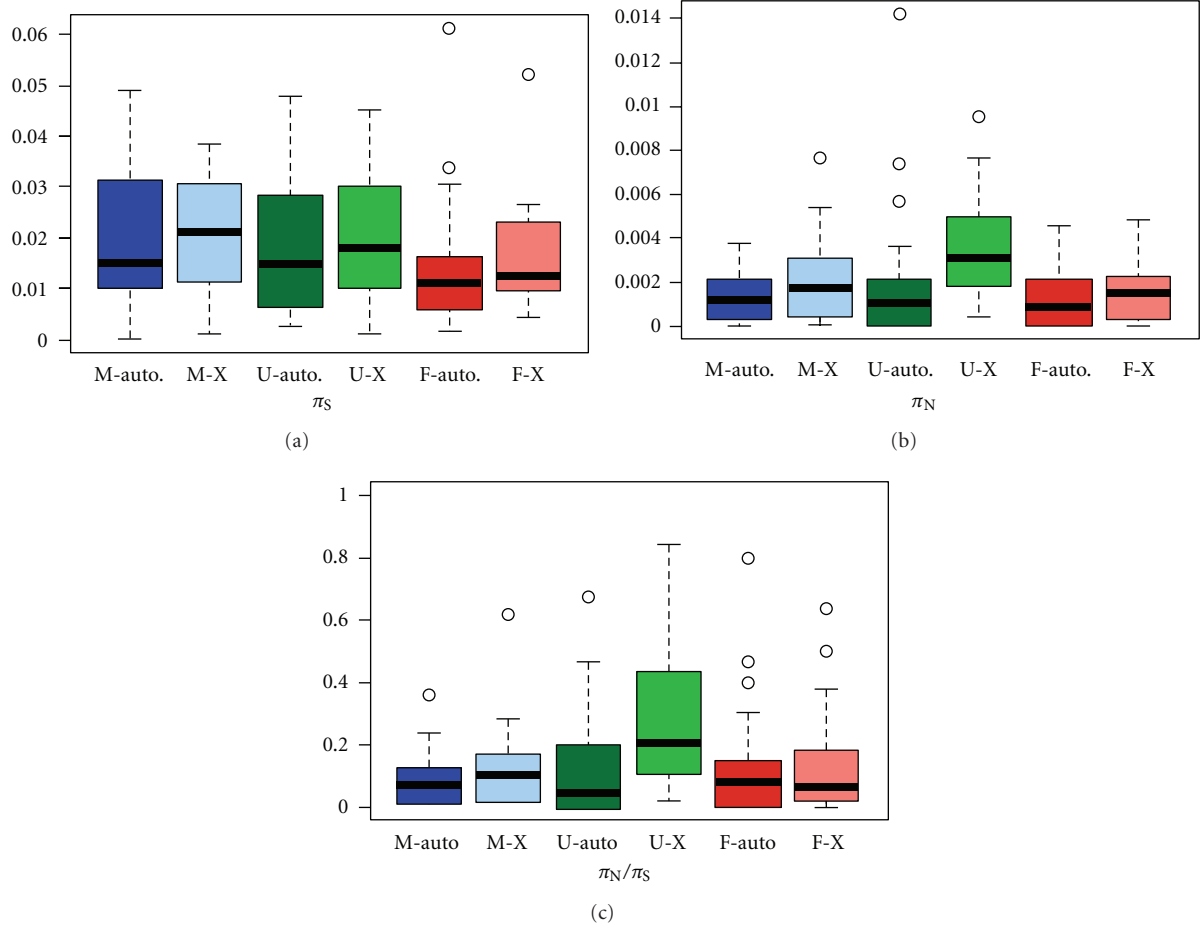 0.06
0.05
0.04
0.03
0.02
0.01
0
M-auto. M-X U-auto. U-X F-auto. F-X
πS
(a)
0.014
0.012
0.01
0.008
0.006
0.004
0.002
0
M-auto. M-X U-auto. U-X F-auto. F-X
πN
(b)
1
0.8
0.6
0.4
0.2
0
M-auto M-X U-auto U-X F-auto F-X
πN/πS
(c)